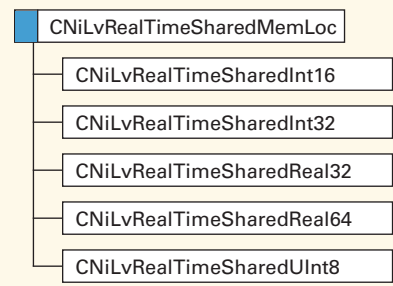 CNiLvRealTimeSharedMemLoc
CNiLvRealTimeSharedInt16
CNiLvRealTimeSharedInt32
CNiLvRealTimeSharedReal32
CNiLvRealTimeSharedReal64
CNiLvRealTimeSharedUInt8